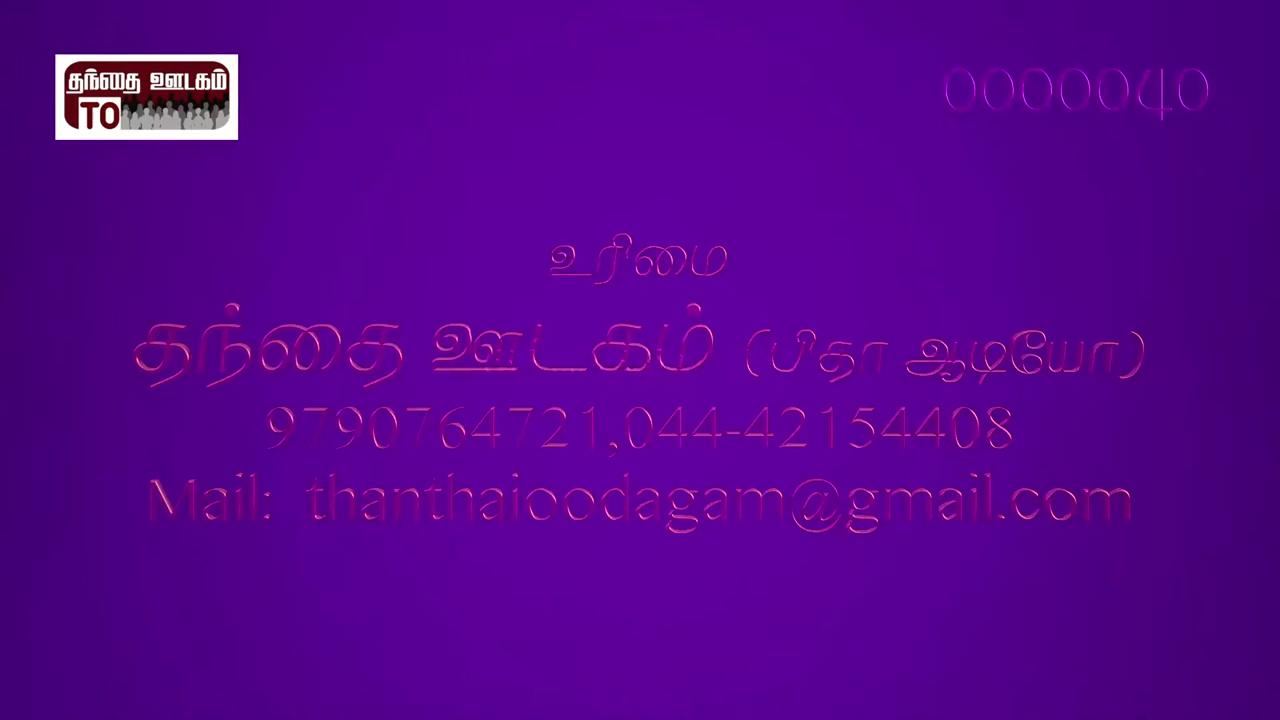 தந்தை ஊடகம்
TO
0000040
உரிமை
தந்தை ஊடகம் (பிதா ஆடியோ)
9790764721,044-42154408
Mail: thanthaioodagam@gmail.com